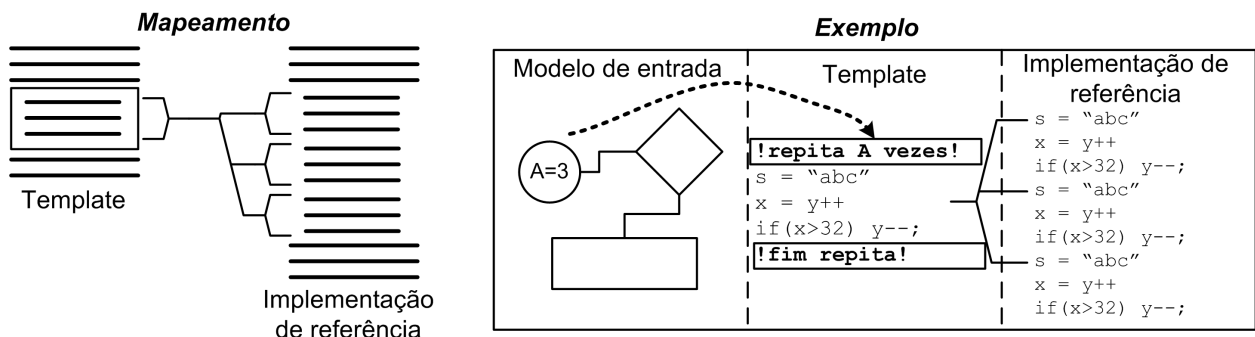 Mapeamento
Template
Implementação
de referência
Exemplo
Modelo de entrada
A=3
Template
!repita A vezes!
s = “abc”
x = y++
if(x>32) y--;
!fim repita!
Implementação de
referência
s = “abc”
x = y++
if(x>32) y--;
s = “abc”
x = y++
if(x>32) y--;
s = “abc”
x = y++
if(x>32) y--;